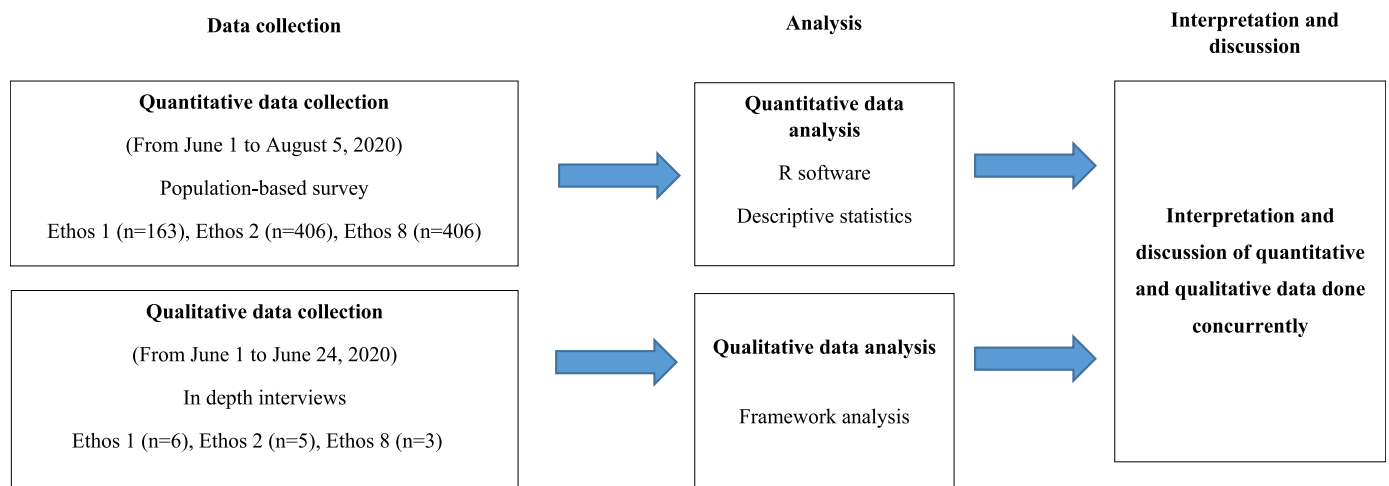 Data collection
Analysis
Interpretation and
discussion
Quantitative data collection
(From June 1 to August 5, 2020)
Population-based survey
Ethos 1 (n=163), Ethos 2 (n=406), Ethos 8 (n=406)
Quantitative data
analysis
R software
Descriptive statistics
Qualitative data collection
(From June 1 to June 24, 2020)
In depth interviews
Ethos 1 (n=6), Ethos 2 (n=5), Ethos 8 (n=3)
Qualitative data analysis
Framework analysis
Interpretation and
discussion of quantitative
and qualitative data done
concurrently